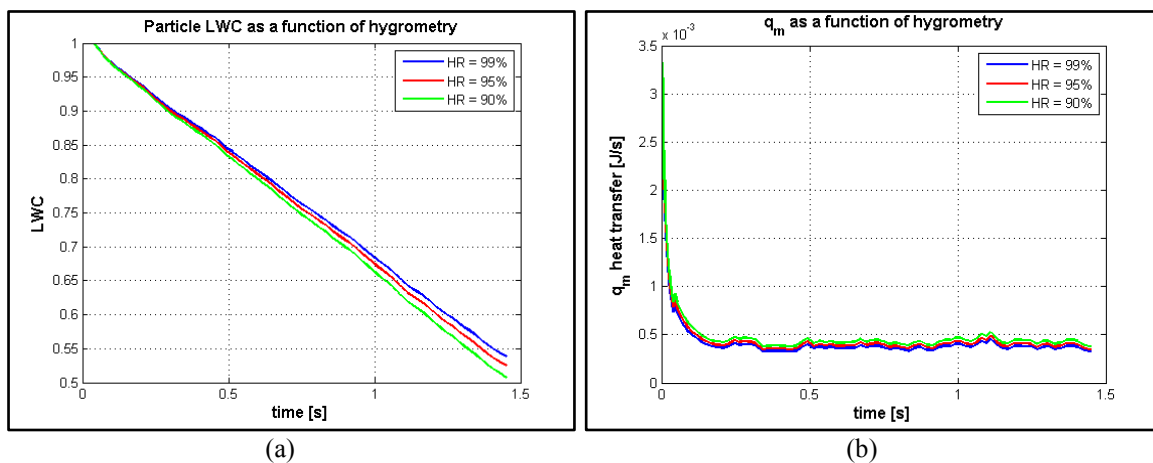 Particle LWC as a function of hygrometry
HR = 99%
HR = 95%
HR = 90%
1
0.95
0.9
0.85
0.8
0.75
0.7
0.65
0.6
0.55
0.5
LWC
0
0.5
1
1.5
time [s]
(a)
q_m as a function of hygrometry
x 10^-3
HR = 99%
HR = 95%
HR = 90%
3.5
3
2.5
2
1.5
1
0.5
0
q_m heat transfer [J/s]
0
0.5
1
1.5
time [s]
(b)